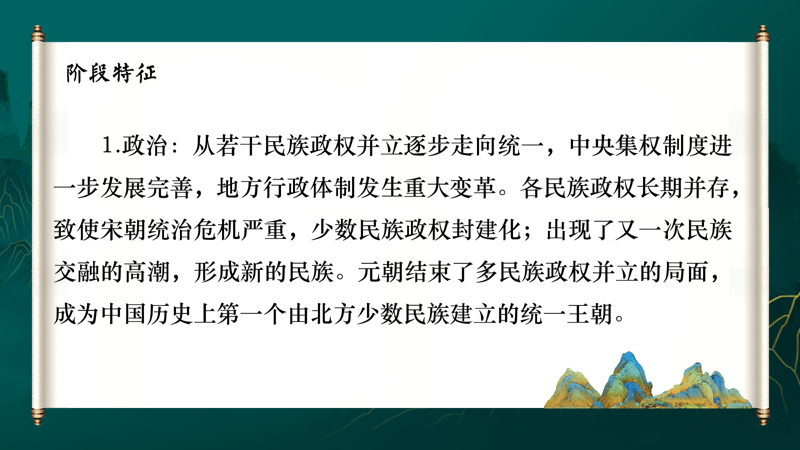 阶段特征
1.政治：从若干民族政权并立逐步走向统一，中央集权制度进
一步发展完善，地方行政体制发生重大变革。各民族政权长期并存，
致使宋朝统治危机严重，少数民族政权封建化；出现了又一次民族
交融的高潮，形成新的民族。元朝结束了多民族政权并立的局面，
成为中国历史上第一个由北方少数民族建立的统一王朝。